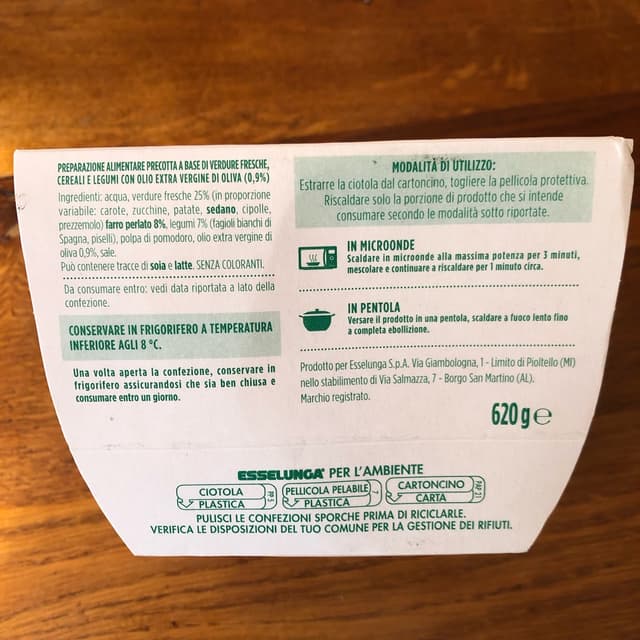 PREPARAZIONE ALIMENTARE PRECOTTA A BASE DI VERDURE FRESCHE,
CEREALI E LEGUMI CON OLIO EXTRA VERGINE DI OLIVA (0,9%)
Ingredienti: acqua, verdure fresche 25% (in proporzione
variabile: carote, zucchine, patate, sedano, cipolle,
prezzemolo) farro perlato 8%, legumi 7% (fagioli bianchi di
Spagna, piselli), polpa di pomodoro, olio extra vergine di
oliva 0,9%, sale.
Può contenere tracce di soia e latte. SENZA COLORANTI.
Da consumare entro: vedi data riportata a lato della
confezione.
CONSERVARE IN FRIGORIFERO A TEMPERATURA
INFERIORE AGLI 8 °C.
Una volta aperta la confezione, conservare in
frigorifero assicurandosi che sia ben chiusa e
consumare entro un giorno.
MODALITÀ DI UTILIZZO:
Estrarre la ciotola dal cartoncino, togliere la pellicola protettiva.
Riscaldare solo la porzione di prodotto che si intende
consumare secondo le modalità sotto riportate.
IN MICROONDE
Scaldare in microonde alla massima potenza per 3 minuti,
mescolare e continuare a riscaldare per 1 minuto circa.
IN PENTOLA
Versare il prodotto in una pentola, scaldare a fuoco lento fino
a completa ebollizione.
Prodotto per Esselunga S.p.A. Via Giambologna, 1 - Limito di Pioltello (MI)
nello stabilimento di Via Salmazza, 7 - Borgo San Martino (AL).
Marchio registrato.
620 g e
ESSELUNGA PER L'AMBIENTE
CIOTOLA
PLASTICA
PP 5
PELLICOLA PELABILE
PLASTICA
7
CARTONCINO
CARTA
PAP 21
PULISCI LE CONFEZIONI SPORCHE PRIMA DI RICICLARLE.
VERIFICA LE DISPOSIZIONI DEL TUO COMUNE PER LA GESTIONE DEI RIFIUTI.